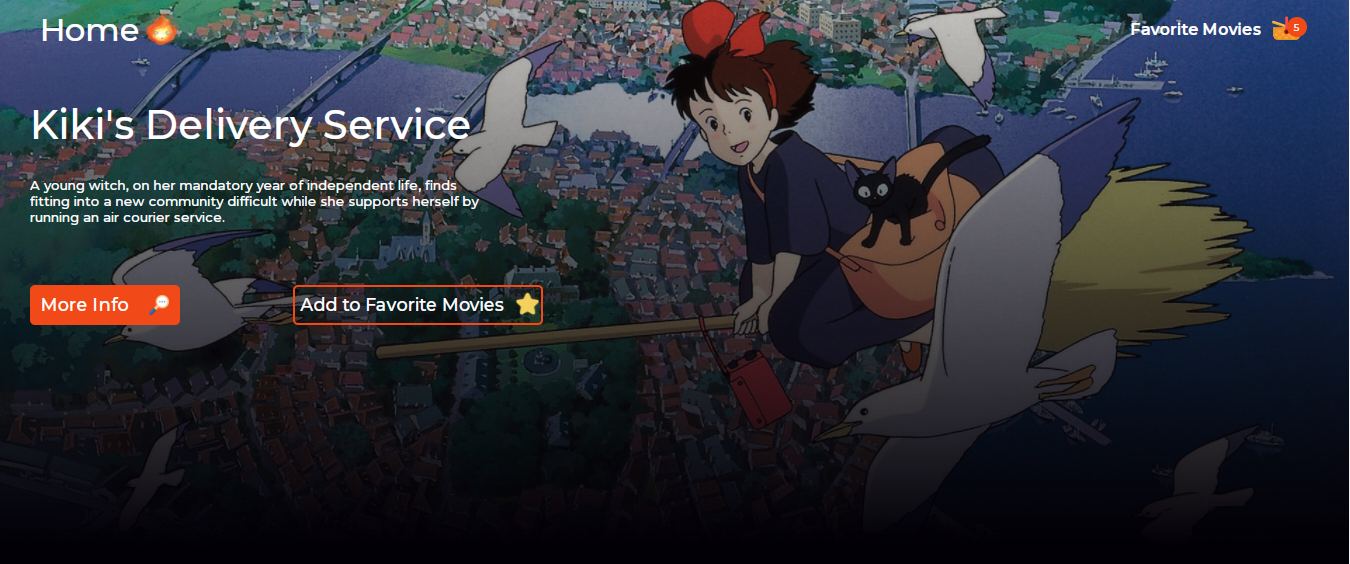 Home
Favorite Movies 5
Kiki's Delivery Service
A young witch, on her mandatory year of independent life, finds
fitting into a new community difficult while she supports herself by
running an air courier service.
More Info
Add to Favorite Movies